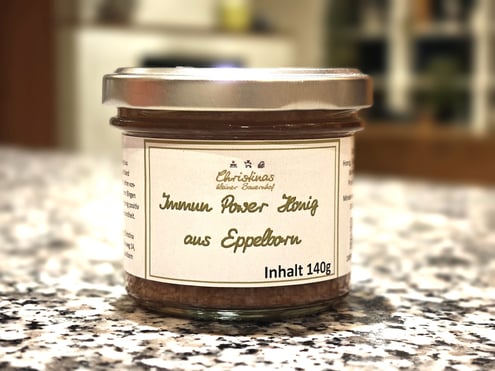 Christinas
kleiner Bauernhof
Immun Power Honig
aus Eppelborn
Inhalt 140g